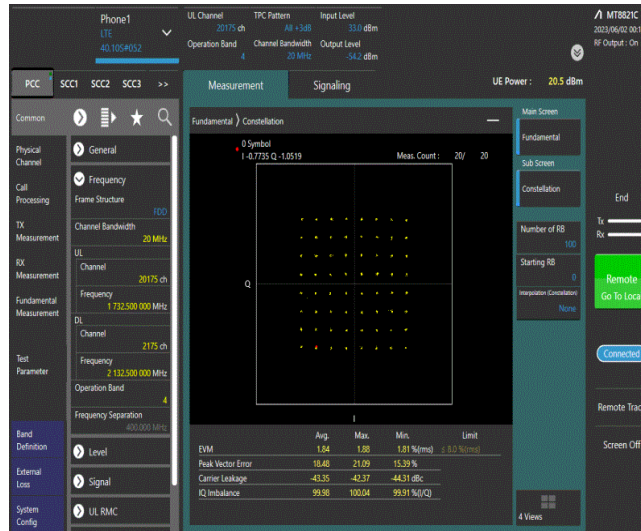 Phone1
LTE
40.105#052
UL Channel TPC Pattern Input Level
20175 ch All +3dB 33.0 dBm
Operation Band Channel Bandwidth Output Level
4 20 MHz -54.2 dBm
MT8821C
2023/06/02 00:1
RF Output : On
PCC SCC1 SCC2 SCC3 >>
Measurement Signaling UE Power : 20.5 dBm
Common
Physical Channel
Call Processing
TX Measurement
RX Measurement
Fundamental Measurement
Test Parameter
Band Definition
External Loss
System Config
General
Frequency
Frame Structure
FDD
Channel Bandwidth
20 MHz
UL
Channel
20175 ch
Frequency
1 732.500 000 MHz
DL
Channel
2175 ch
Frequency
2 132.500 000 MHz
Operation Band
4
Frequency Separation
400.000 MHz
Level
Signal
UL RMC
Fundamental Constellation
0 Symbol
I -0.7735 Q -1.0519 Meas. Count : 20/ 20
Q
I
Avg. Max. Min. Limit
EVM 1.84 1.88 1.81 %(rms) ≤ 8.0 %(rms)
Peak Vector Error 18.48 21.09 15.39 %
Carrier Leakage -43.35 -42.37 -44.31 dBc
IQ Imbalance 99.98 100.04 99.91 %(I/Q)
Main Screen
Fundamental
Sub Screen
Constellation
Number of RB
100
Starting RB
0
Interpolation (Constellation)
None
4 Views
End
Tx
Rx
Remote
Go To Loca
Connected
Remote Trac
Screen Off